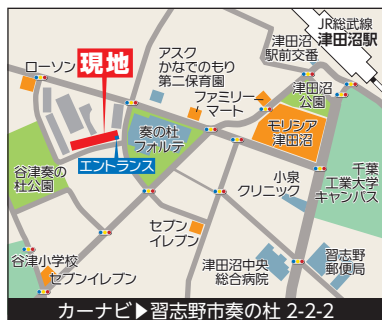 JR総武線
津田沼駅
アスク
かなでのもり
第二保育園
津田沼
駅前交番
ローソン
現地
ファミリー
マート
津田沼
公園
奏の杜
フォルテ
モリシア
津田沼
エントランス
谷津奏の
杜公園
小泉
クリニック
千葉
工業大学
キャンパス
セブン
イレブン
谷津小学校
セブンイレブン
津田沼中央
総合病院
習志野
郵便局
カーナビ▶習志野市奏の杜 2-2-2